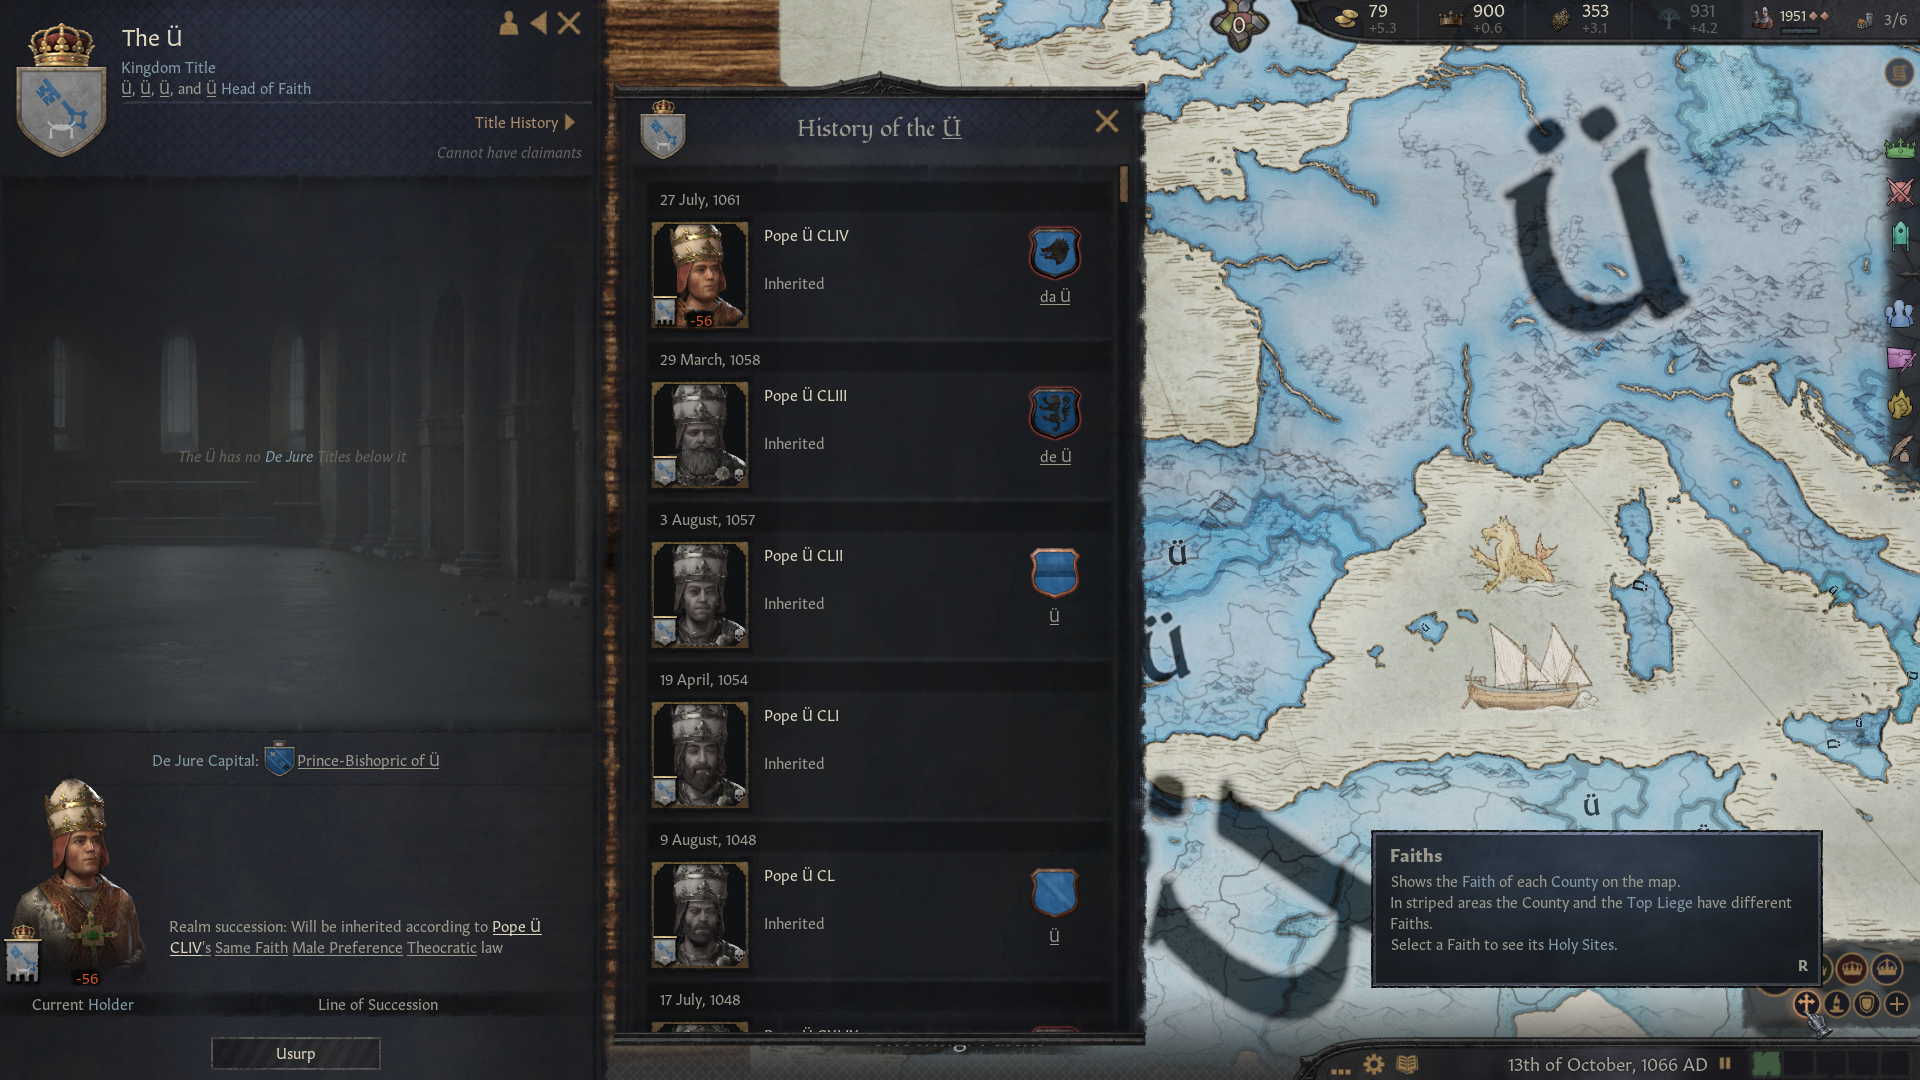 The Ü
Kingdom Title
Ü, Ü, Ü, and Ü Head of Faith
Title History
Cannot have claimants
The Ü has no De Jure Titles below it
De Jure Capital: Prince-Bishopric of Ü
Realm succession: Will be inherited according to Pope Ü
CLIV's Same Faith Male Preference Theocratic law
-56
Current Holder
Line of Succession
Usurp
History of the Ü
27 July, 1061
Pope Ü CLIV
Inherited
-56
da Ü
29 March, 1058
Pope Ü CLIII
Inherited
de Ü
3 August, 1057
Pope Ü CLII
Inherited
Ü
19 April, 1054
Pope Ü CLI
Inherited
9 August, 1048
Pope Ü CL
Inherited
Ü
17 July, 1048
0
79
+5.3
900
+0.6
353
+3.1
931
+4.2
1951
3/6
Ü
Ü
Ü
Ü
Ü
Ü
Ü
Ü
Ü
Ü
Ü
Ü
Faiths
Shows the Faith of each County on the map.
In striped areas the County and the Top Liege have different
Faiths.
Select a Faith to see its Holy Sites.
R
13th of October, 1066 AD